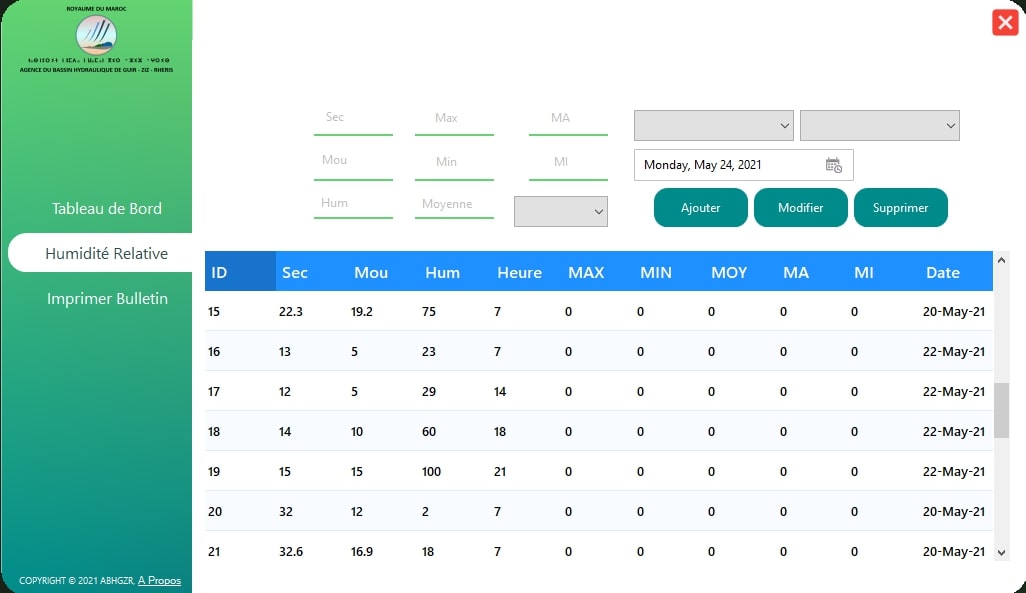 ROYAUME DU MAROC
AGENCE DU BASSIN HYDRAULIQUE DE GUIR - ZIZ - RHERIS
Tableau de Bord
Humidité Relative
Imprimer Bulletin
COPYRIGHT © 2021 ABHGZR, A Propos
Sec Max MA
Mou Min MI
Monday, May 24, 2021
Hum Moyenne
Ajouter Modifier Supprimer
ID Sec Mou Hum Heure MAX MIN MOY MA MI Date
15 22.3 19.2 75 7 0 0 0 0 0 20-May-21
16 13 5 23 7 0 0 0 0 0 22-May-21
17 12 5 29 14 0 0 0 0 0 22-May-21
18 14 10 60 18 0 0 0 0 0 22-May-21
19 15 15 100 21 0 0 0 0 0 22-May-21
20 32 12 2 7 0 0 0 0 0 20-May-21
21 32.6 16.9 18 7 0 0 0 0 0 20-May-21